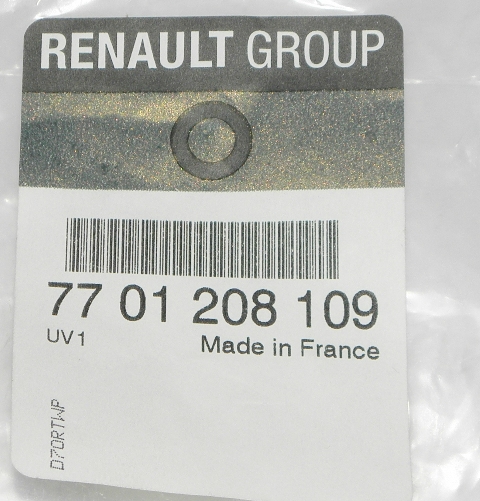 RENAULT GROUP
77 01 208 109
UV1
Made in France
D70RTWP